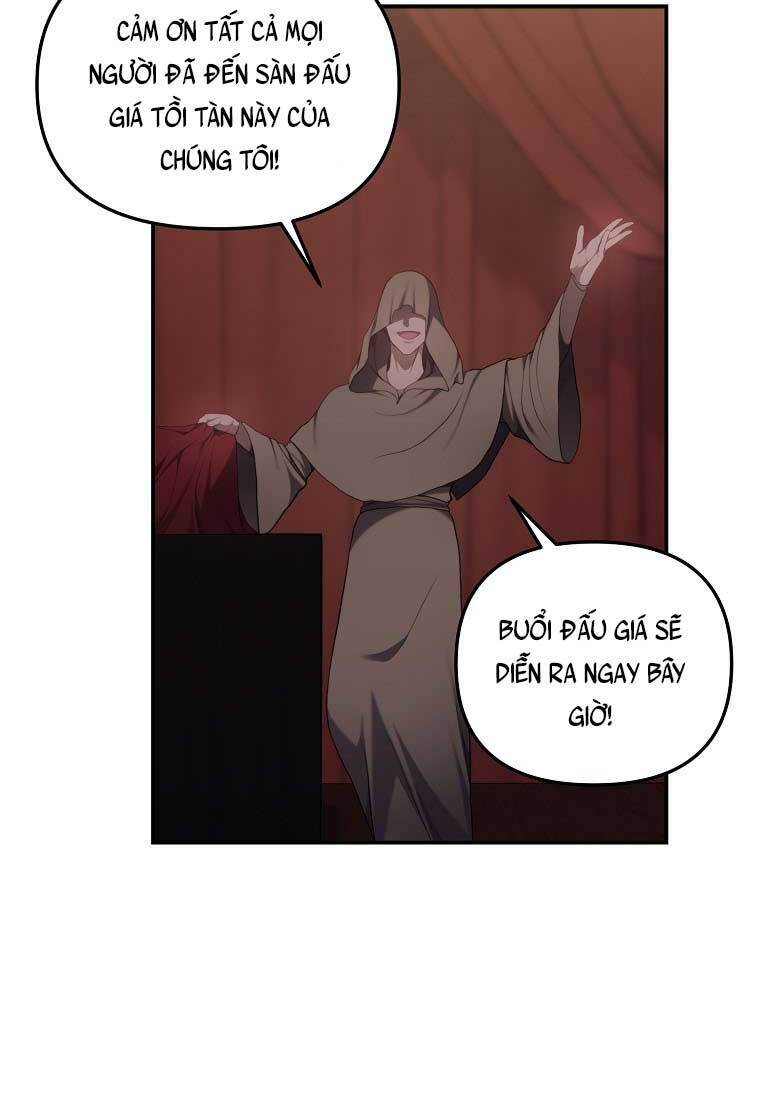 CẢM ƠN TẤT CẢ MỌI
NGƯỜI ĐÃ ĐẾN SÀN ĐẤU
GIÁ TỒI TÀN NÀY CỦA
CHÚNG TÔI!
BUỔI ĐẤU GIÁ SẼ
DIỄN RA NGAY BÂY
GIỜ!